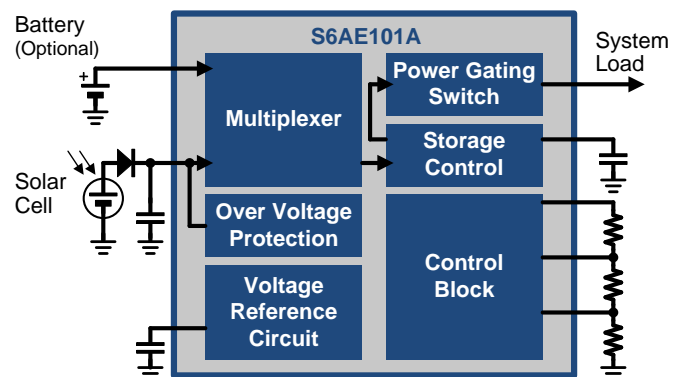 Battery
(Optional)
S6AE101A
System
Load
+
Multiplexer
Power Gating
Switch
Storage
Control
Solar
Cell
Over Voltage
Protection
Control
Block
Voltage
Reference
Circuit